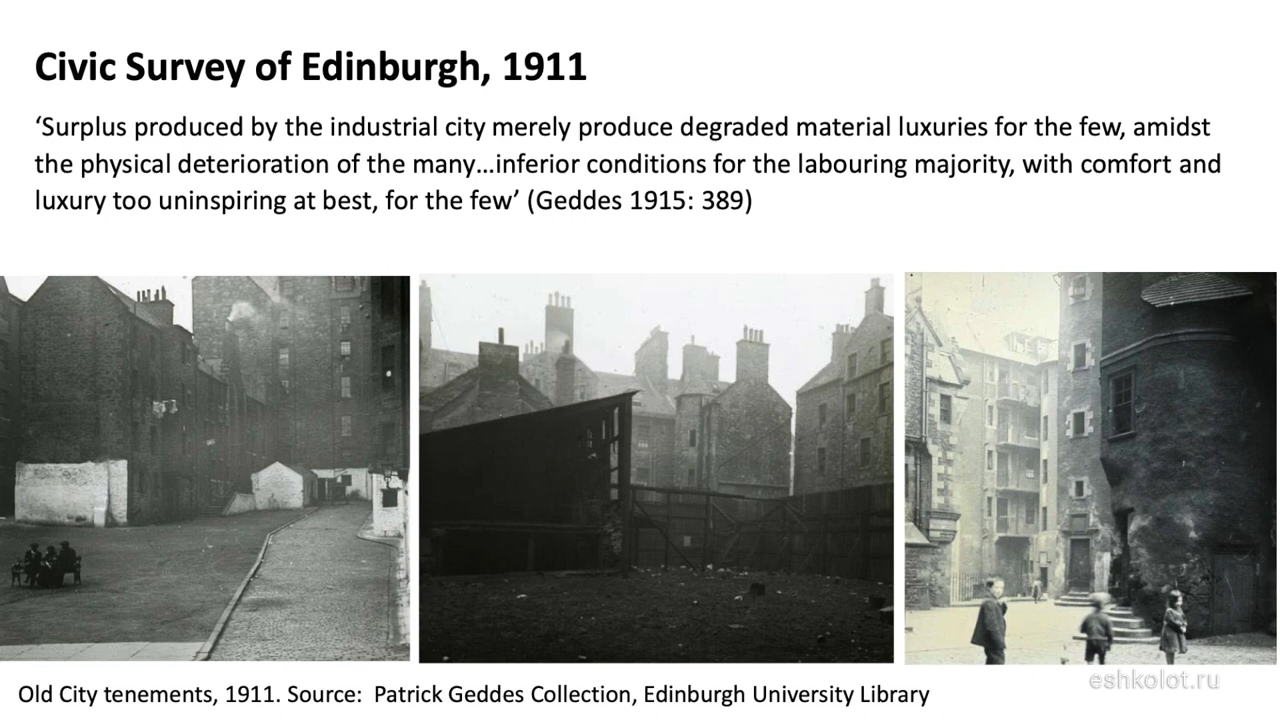 Civic Survey of Edinburgh, 1911
‘Surplus produced by the industrial city merely produce degraded material luxuries for the few, amidst
the physical deterioration of the many...inferior conditions for the labouring majority, with comfort and
luxury too uninspiring at best, for the few’ (Geddes 1915: 389)
Old City tenements, 1911. Source:  Patrick Geddes Collection, Edinburgh University Library
eshkolot.ru